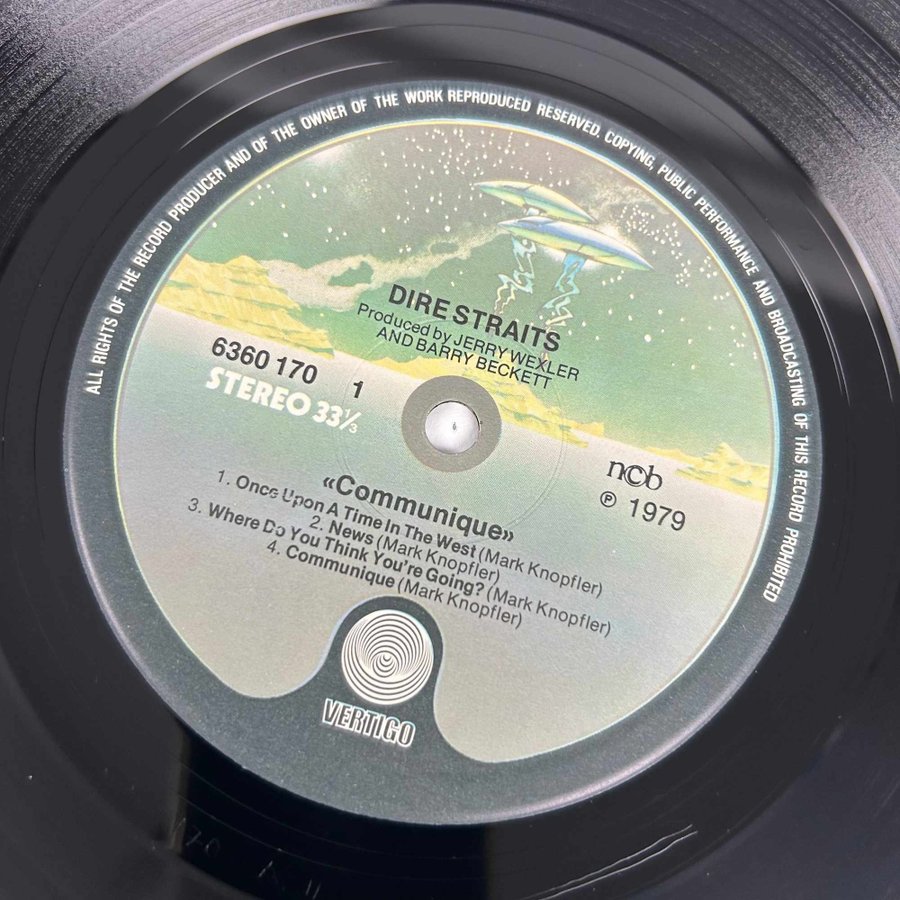 ALL RIGHTS OF THE RECORD PRODUCER AND OF THE OWNER OF THE WORK REPRODUCED RESERVED. COPYING, PUBLIC PERFORMANCE AND BROADCASTING OF THIS RECORD PROHIBITED
DIRE STRAITS
Produced by JERRY WEXLER
AND BARRY BECKETT
6360 170 1
STEREO 33⅓
ncb
Ⓟ 1979
«Communique»
1. Once Upon A Time In The West (Mark Knopfler)
2. News (Mark Knopfler)
3. Where Do You Think You're Going? (Mark Knopfler)
4. Communique (Mark Knopfler)
VERTIGO